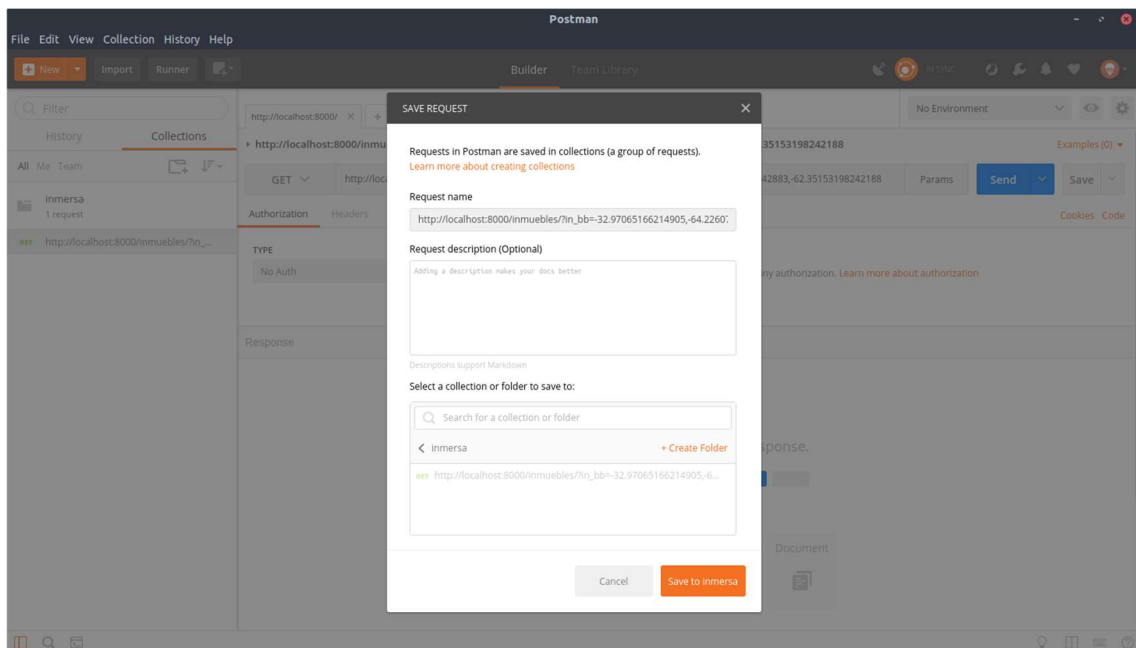 Postman
File Edit View Collection History Help
New Import Runner Builder Team Library IN SYNC
Filter
History Collections
All Me Team
inmersa
1 request
GET http://localhost:8000/inmuebles/?in_...
http://localhost:8000/
No Environment
http://localhost:8000/inmu
35153198242188
Examples (0)
GET
http://loc
42883,-62.35153198242188
Params
Send
Save
Authorization Headers
Cookies Code
TYPE
No Auth
ny authorization. Learn more about authorization
Response
sponse.
Document
SAVE REQUEST
Requests in Postman are saved in collections (a group of requests).
Learn more about creating collections
Request name
http://localhost:8000/inmuebles/?in_bb=-32.97065166214905,-64.22607
Request description (Optional)
Adding a description makes your docs better
Descriptions support Markdown
Select a collection or folder to save to:
Search for a collection or folder
inmersa + Create Folder
GET http://localhost:8000/inmuebles/?in_bb=-32.97065166214905,-6...
Cancel Save to inmersa